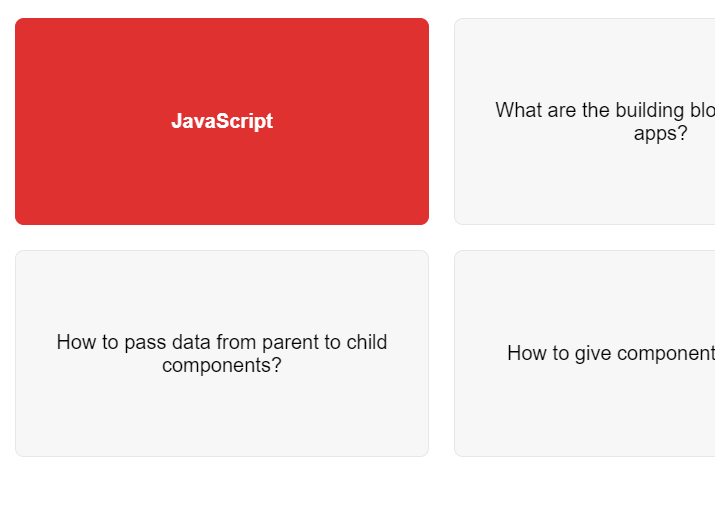 JavaScript
What are the building
apps?
How to pass data from parent to child
components?
How to give component